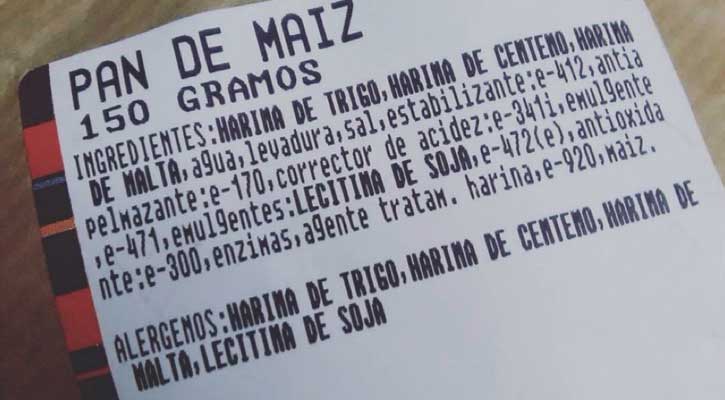 PAN DE MAIZ
150 GRAMOS
INGREDIENTES:HARINA DE TRIGO,HARINA DE CENTENO,HARINA
DE MALTA,agua,levadura,sal,estabilizante:e-412,antia
pelmazante:e-170,corrector de acidez:e-341i,emulgente
,e-471,emulgentes:LECITINA DE SOJA,e-472(e),antioxida
nte:e-300,enzimas,agente tratam. harina,e-920,maiz.
ALERGENOS:HARINA DE TRIGO,HARINA DE CENTENO,HARINA DE
MALTA,LECITINA DE SOJA